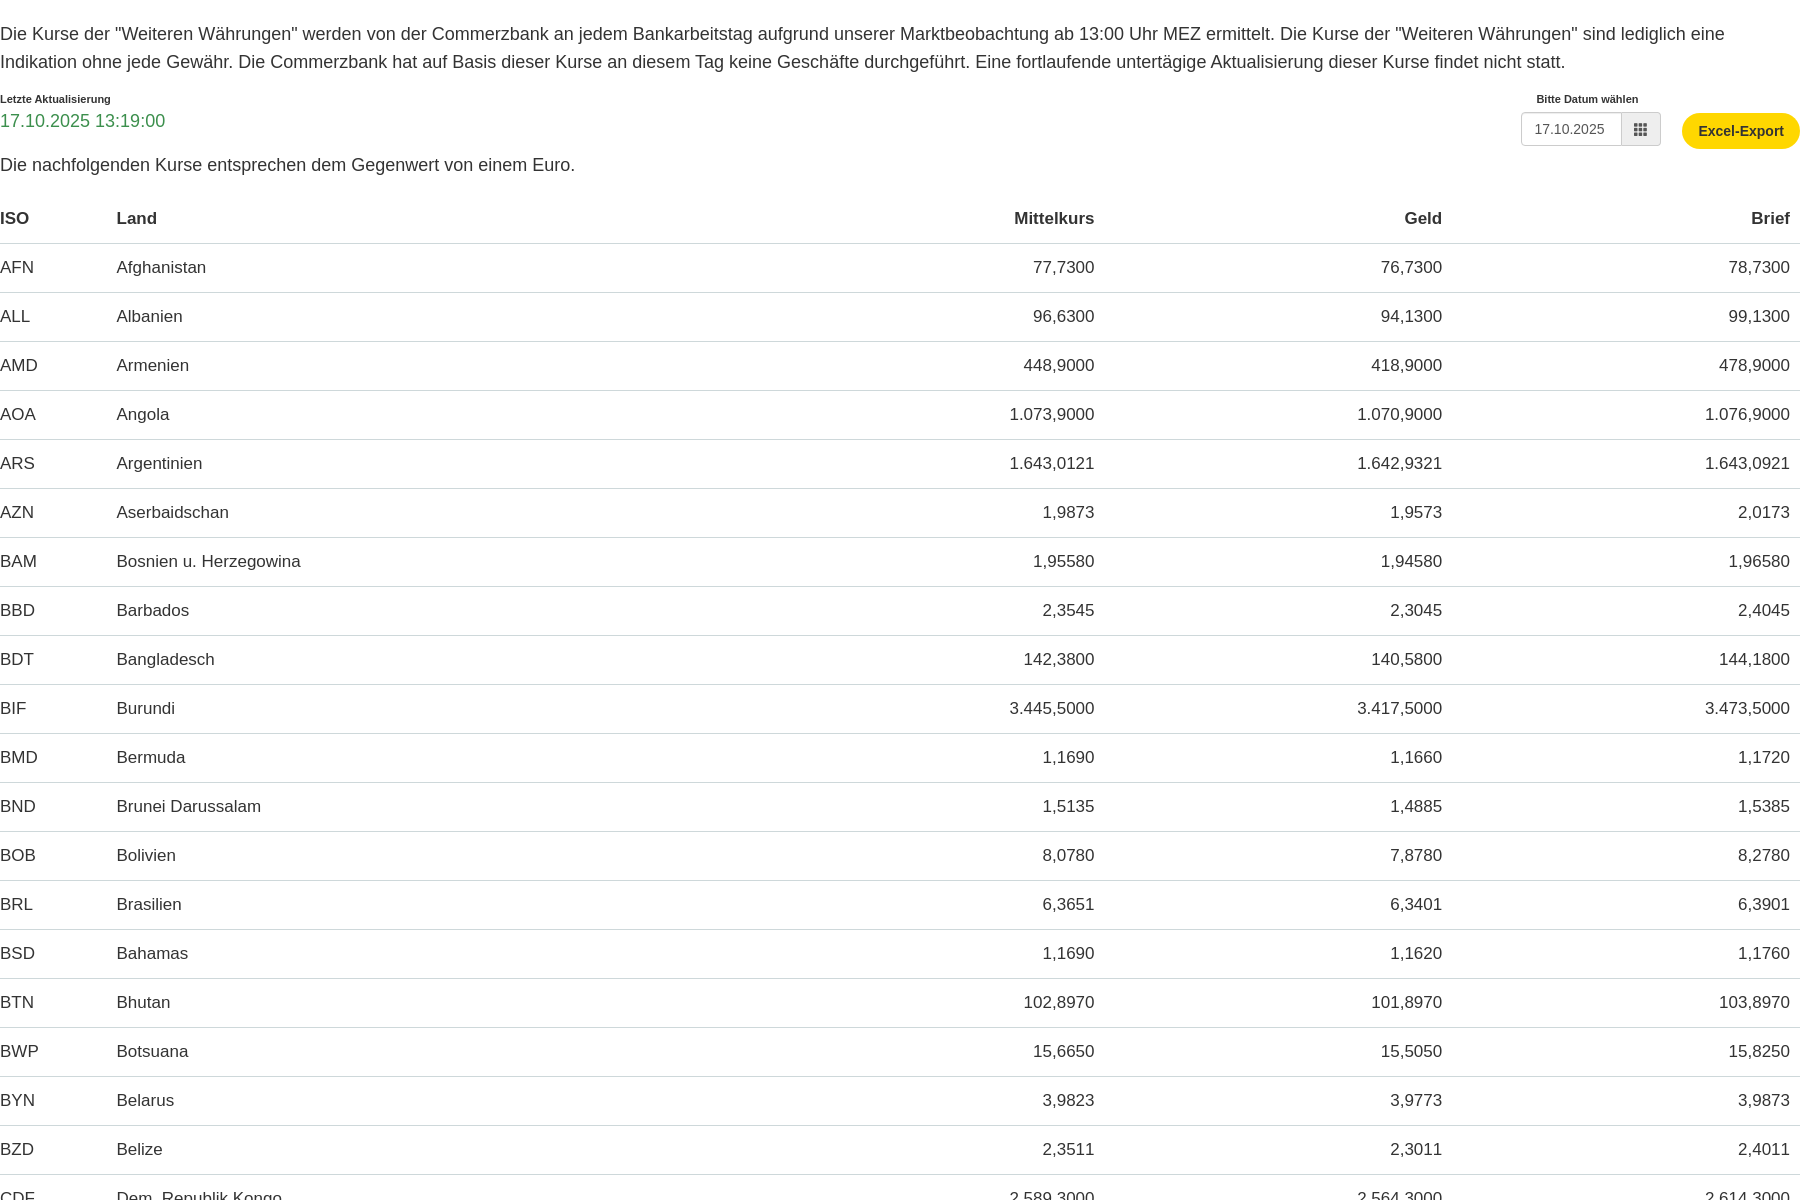 Die Kurse der "Weiteren Währungen" werden von der Commerzbank an jedem Bankarbeitstag aufgrund unserer Marktbeobachtung ab 13:00 Uhr MEZ ermittelt. Die Kurse der "Weiteren Währungen" sind lediglich eine
Indikation ohne jede Gewähr. Die Commerzbank hat auf Basis dieser Kurse an diesem Tag keine Geschäfte durchgeführt. Eine fortlaufende untertägige Aktualisierung dieser Kurse findet nicht statt.
Letzte Aktualisierung
17.10.2025 13:19:00
Bitte Datum wählen
17.10.2025
Excel-Export
Die nachfolgenden Kurse entsprechen dem Gegenwert von einem Euro.
ISO Land Mittelkurs Geld Brief
AFN Afghanistan 77,7300 76,7300 78,7300
ALL Albanien 96,6300 94,1300 99,1300
AMD Armenien 448,9000 418,9000 478,9000
AOA Angola 1.073,9000 1.070,9000 1.076,9000
ARS Argentinien 1.643,0121 1.642,9321 1.643,0921
AZN Aserbaidschan 1,9873 1,9573 2,0173
BAM Bosnien u. Herzegowina 1,95580 1,94580 1,96580
BBD Barbados 2,3545 2,3045 2,4045
BDT Bangladesch 142,3800 140,5800 144,1800
BIF Burundi 3.445,5000 3.417,5000 3.473,5000
BMD Bermuda 1,1690 1,1660 1,1720
BND Brunei Darussalam 1,5135 1,4885 1,5385
BOB Bolivien 8,0780 7,8780 8,2780
BRL Brasilien 6,3651 6,3401 6,3901
BSD Bahamas 1,1690 1,1620 1,1760
BTN Bhutan 102,8970 101,8970 103,8970
BWP Botsuana 15,6650 15,5050 15,8250
BYN Belarus 3,9823 3,9773 3,9873
BZD Belize 2,3511 2,3011 2,4011
CDF Dem. Republik Kongo 2.589,3000 2.564,3000 2.614,3000